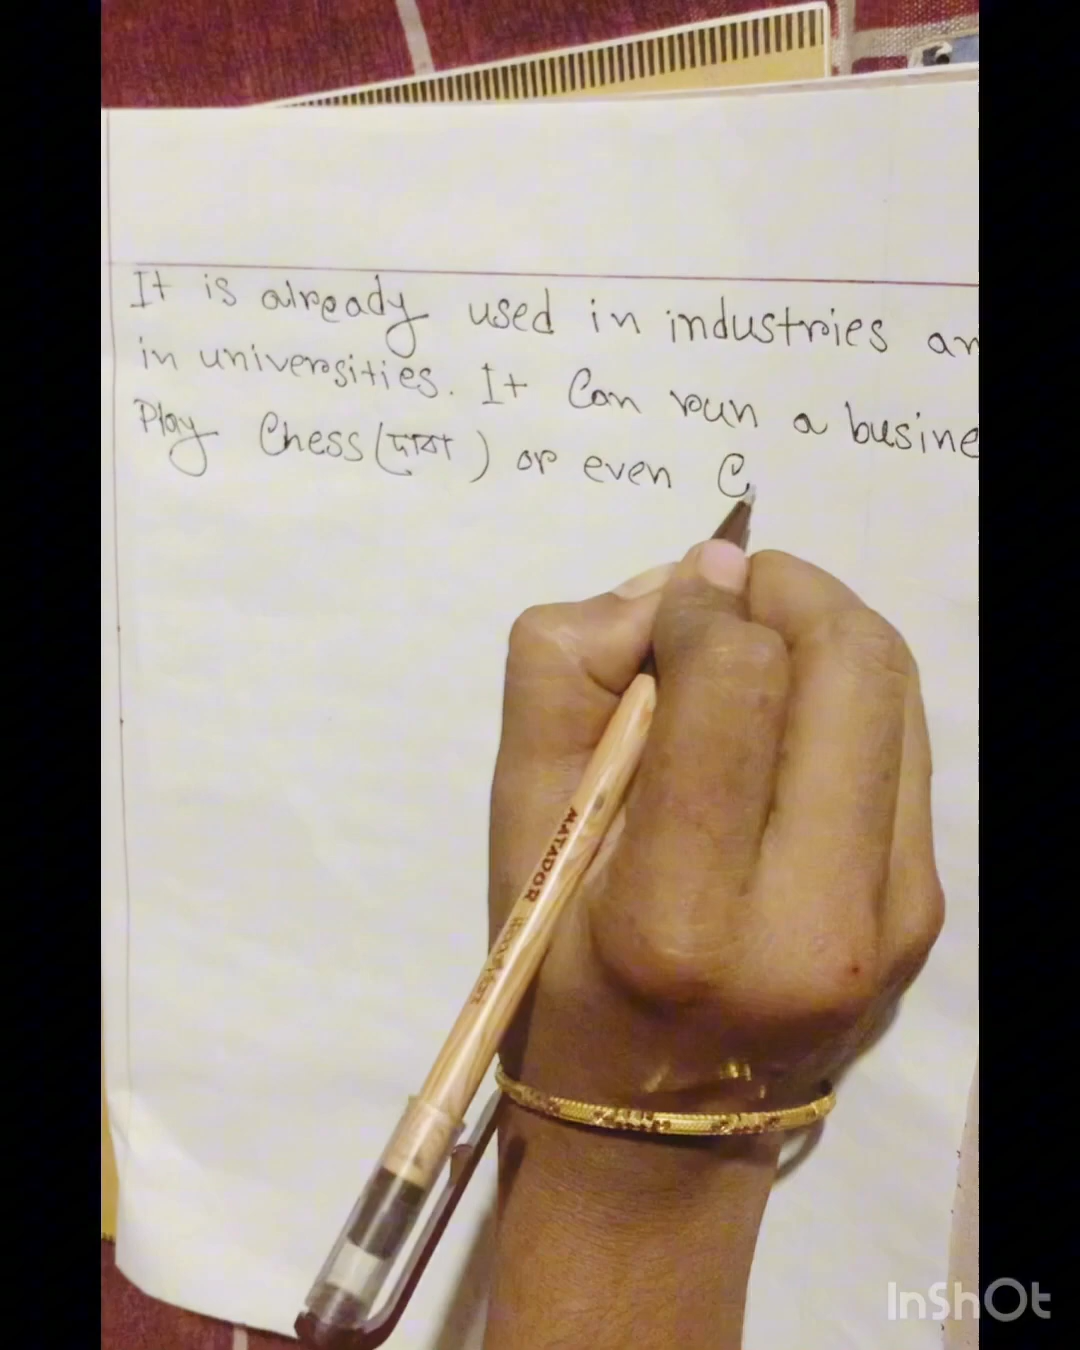 It is already used in industries an
in universities. It Can run a busine
Play Chess (দাবা) or even C
MATADOR
InShOt